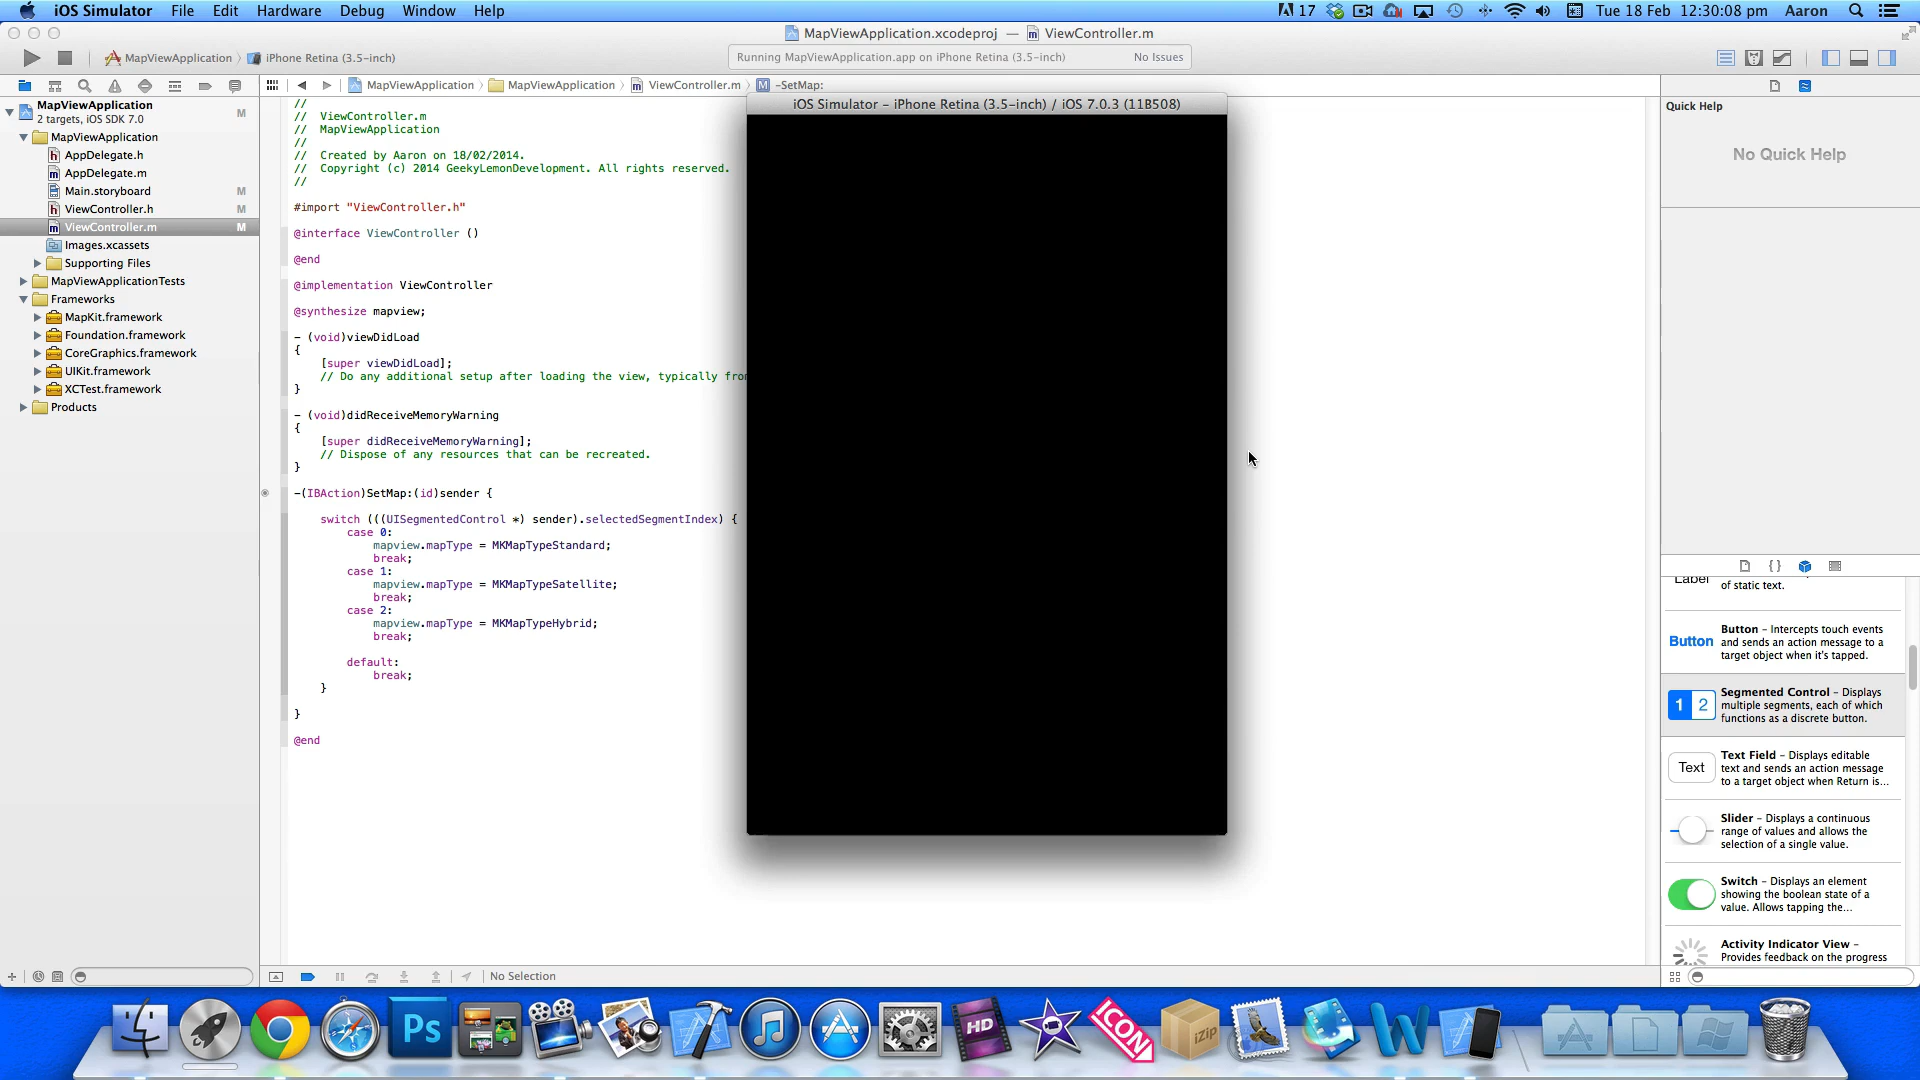 iOS Simulator File Edit Hardware Debug Window Help 17 Tue 18 Feb 12:30:08 pm Aaron
MapViewApplication.xcodeproj — ViewController.m
MapViewApplication iPhone Retina (3.5-inch) Running MapViewApplication.app on iPhone Retina (3.5-inch) No Issues
MapViewApplication MapViewApplication ViewController.m M -SetMap:
MapViewApplication M
2 targets, iOS SDK 7.0
MapViewApplication
h AppDelegate.h
m AppDelegate.m
Main.storyboard M
h ViewController.h M
m ViewController.m M
Images.xcassets
Supporting Files
MapViewApplicationTests
Frameworks
MapKit.framework
Foundation.framework
CoreGraphics.framework
UIKit.framework
XCTest.framework
Products
//
// ViewController.m
// MapViewApplication
//
// Created by Aaron on 18/02/2014.
// Copyright (c) 2014 GeekyLemonDevelopment. All rights reserved.
//
#import "ViewController.h"
@interface ViewController ()
@end
@implementation ViewController
@synthesize mapview;
- (void)viewDidLoad
{
[super viewDidLoad];
// Do any additional setup after loading the view, typically fro
}
- (void)didReceiveMemoryWarning
{
[super didReceiveMemoryWarning];
// Dispose of any resources that can be recreated.
}
-(IBAction)SetMap:(id)sender {
switch (((UISegmentedControl *) sender).selectedSegmentIndex) {
case 0:
mapview.mapType = MKMapTypeStandard;
break;
case 1:
mapview.mapType = MKMapTypeSatellite;
break;
case 2:
mapview.mapType = MKMapTypeHybrid;
break;
default:
break;
}
}
@end
No Selection
iOS Simulator – iPhone Retina (3.5-inch) / iOS 7.0.3 (11B508)
Quick Help
No Quick Help
{ }
Label of static text.
Button
Button – Intercepts touch events
and sends an action message to a
target object when it's tapped.
1 2
Segmented Control – Displays
multiple segments, each of which
functions as a discrete button.
Text
Text Field – Displays editable
text and sends an action message
to a target object when Return is...
Slider – Displays a continuous
range of values and allows the
selection of a single value.
Switch – Displays an element
showing the boolean state of a
value. Allows tapping the...
Activity Indicator View –
Provides feedback on the progress
Ps
HD
ICON
iZip
W